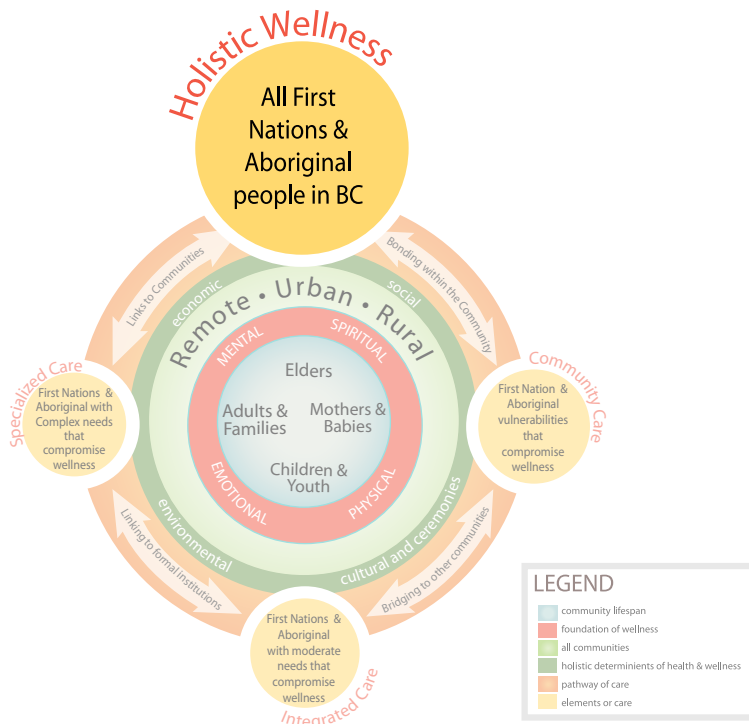 Holistic Wellness
All First
Nations &
Aboriginal
people in BC
Links to Communities
Bonding within the Community
economic
social
Remote • Urban • Rural
MENTAL
SPIRITUAL
Elders
Adults &
Families
Mothers &
Babies
Children &
Youth
EMOTIONAL
PHYSICAL
environmental
cultural and ceremonies
Specialized Care
First Nations &
Aboriginal with
Complex needs
that
compromise
wellness
Community Care
First Nation &
Aboriginal
vulnerabilities
that
compromise
wellness
Linking to formal institutions
Bridging to other communities
First Nations &
Aboriginal
with moderate
needs that
compromise
wellness
Integrated Care
LEGEND
community lifespan
foundation of wellness
all communities
holistic determinients of health & wellness
pathway of care
elements or care